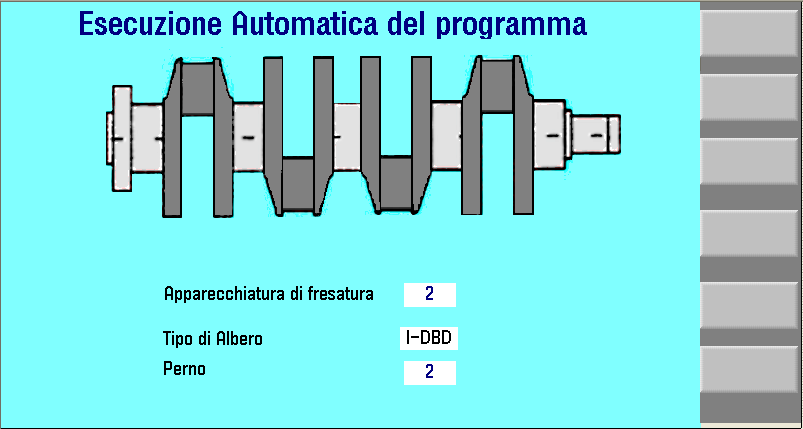 Esecuzione Automatica del programma
Apparecchiatura di fresatura 2
Tipo di Albero I-DBD
Perno 2